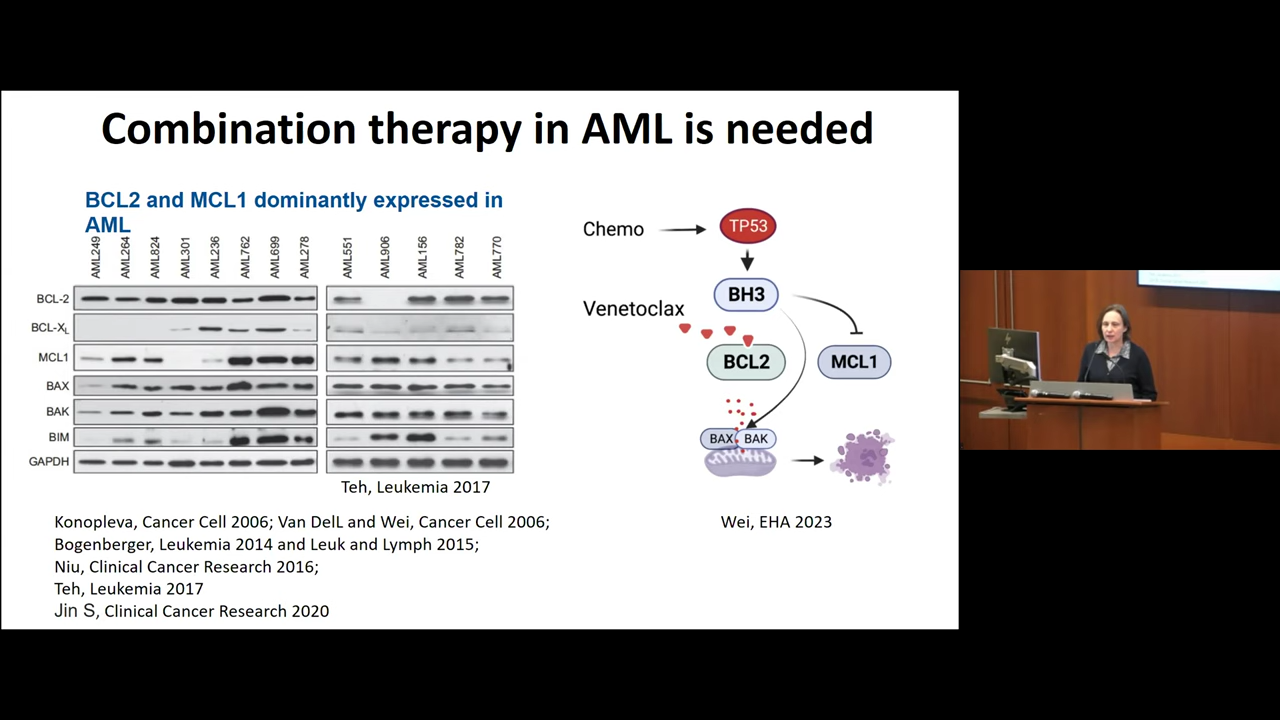 Combination therapy in AML is needed
BCL2 and MCL1 dominantly expressed in
AML
AML249
AML264
AML824
AML301
AML236
AML762
AML699
AML278
AML551
AML906
AML156
AML782
AML770
BCL-2
BCL-XL
MCL1
BAX
BAK
BIM
GAPDH
Teh, Leukemia 2017
Konopleva, Cancer Cell 2006; Van DelL and Wei, Cancer Cell 2006;
Bogenberger, Leukemia 2014 and Leuk and Lymph 2015;
Niu, Clinical Cancer Research 2016;
Teh, Leukemia 2017
Jin S, Clinical Cancer Research 2020
Chemo
TP53
BH3
Venetoclax
BCL2
MCL1
BAX
BAK
Wei, EHA 2023